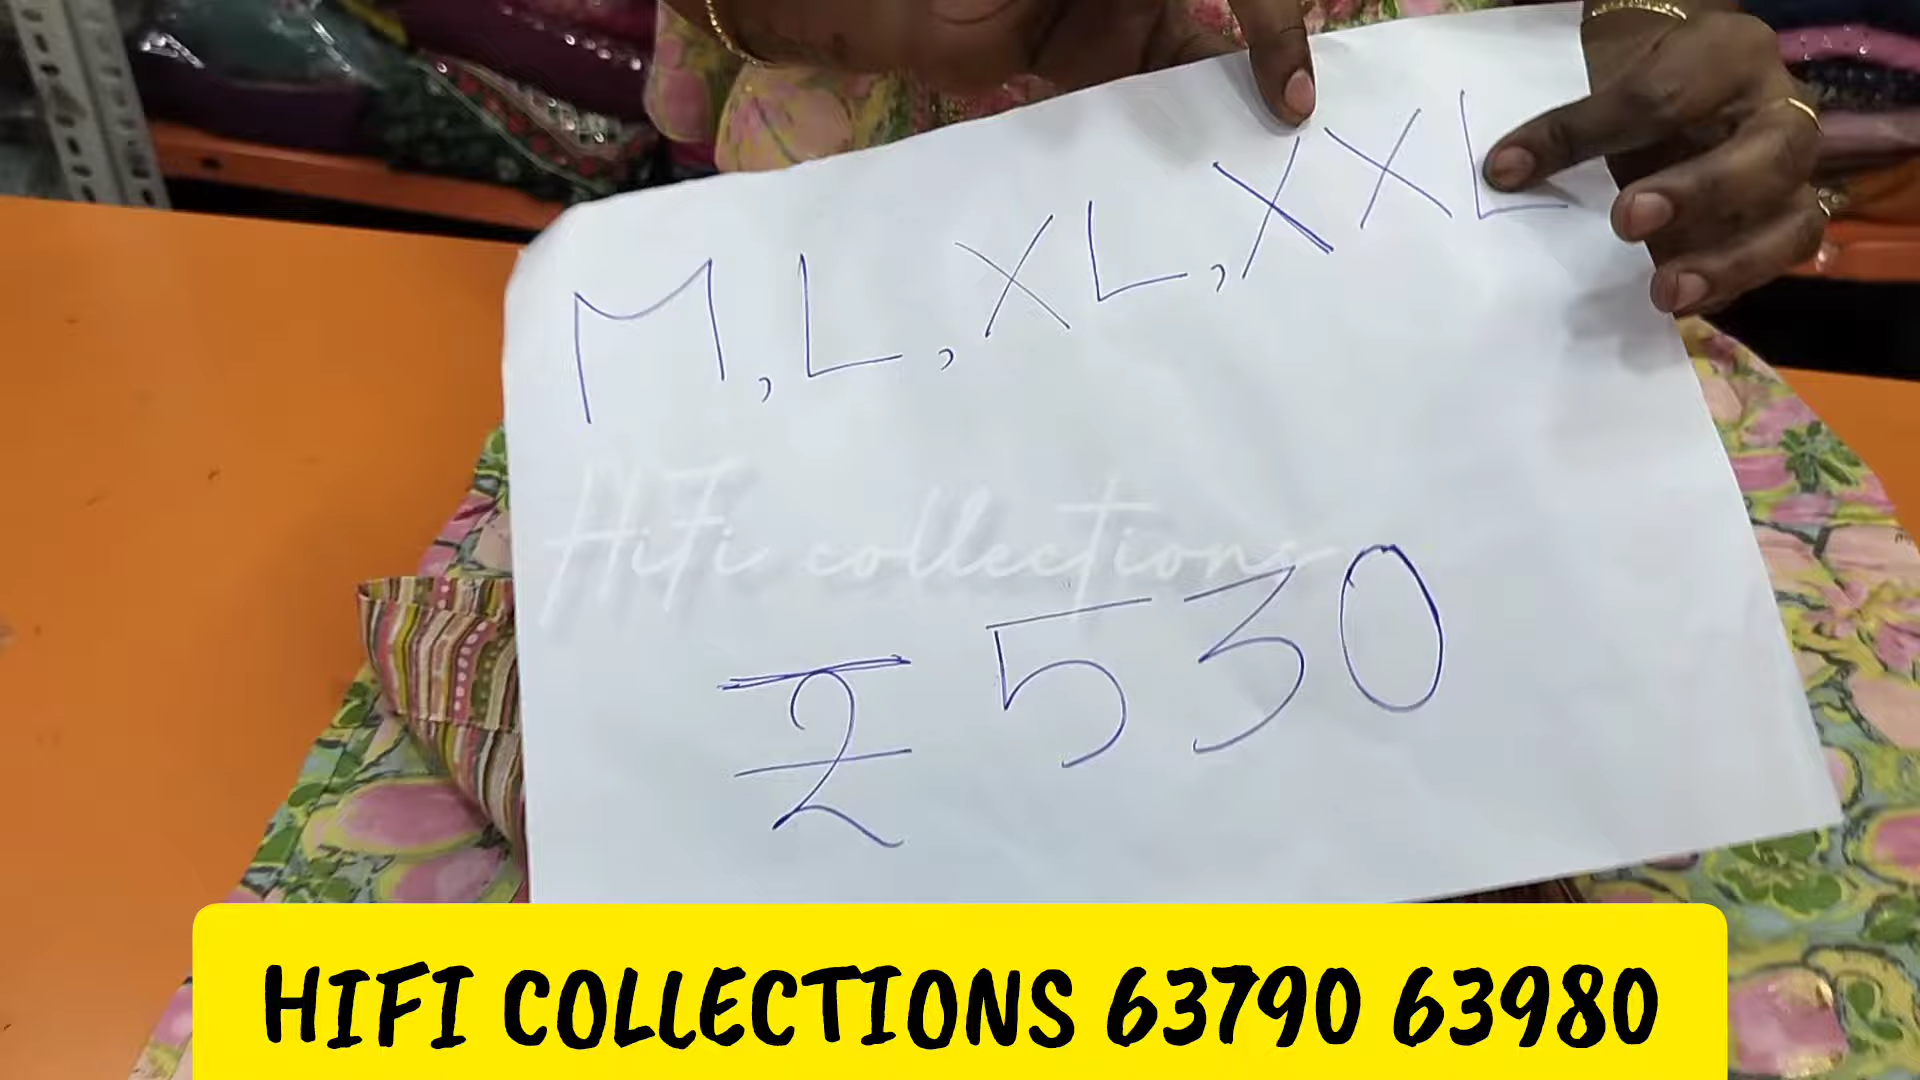 M, L, XL, XXL
HiFi collections
₹ 530
HIFI COLLECTIONS 63790 63980